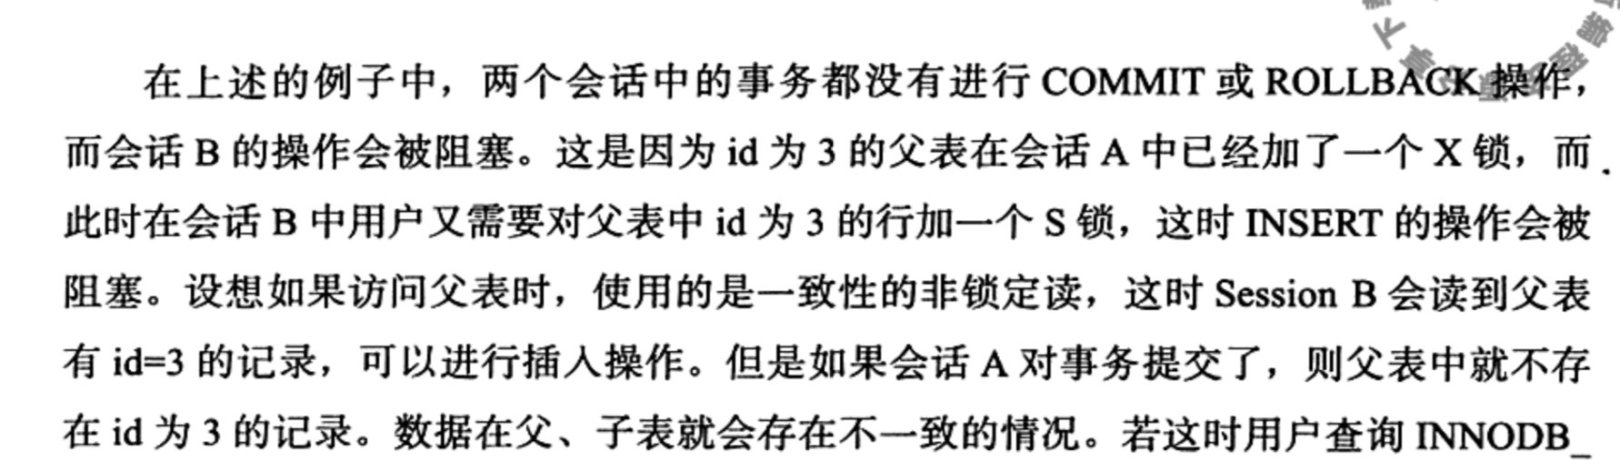 在上述的例子中，两个会话中的事务都没有进行 COMMIT 或 ROLLBACK 操作，
而会话 B 的操作会被阻塞。这是因为 id 为 3 的父表在会话 A 中已经加了一个 X 锁，而
此时在会话 B 中用户又需要对父表中 id 为 3 的行加一个 S 锁，这时 INSERT 的操作会被
阻塞。设想如果访问父表时，使用的是一致性的非锁定读，这时 Session B 会读到父表
有 id=3 的记录，可以进行插入操作。但是如果会话 A 对事务提交了，则父表中就不存
在 id 为 3 的记录。数据在父、子表就会存在不一致的情况。若这时用户查询 INNODB_